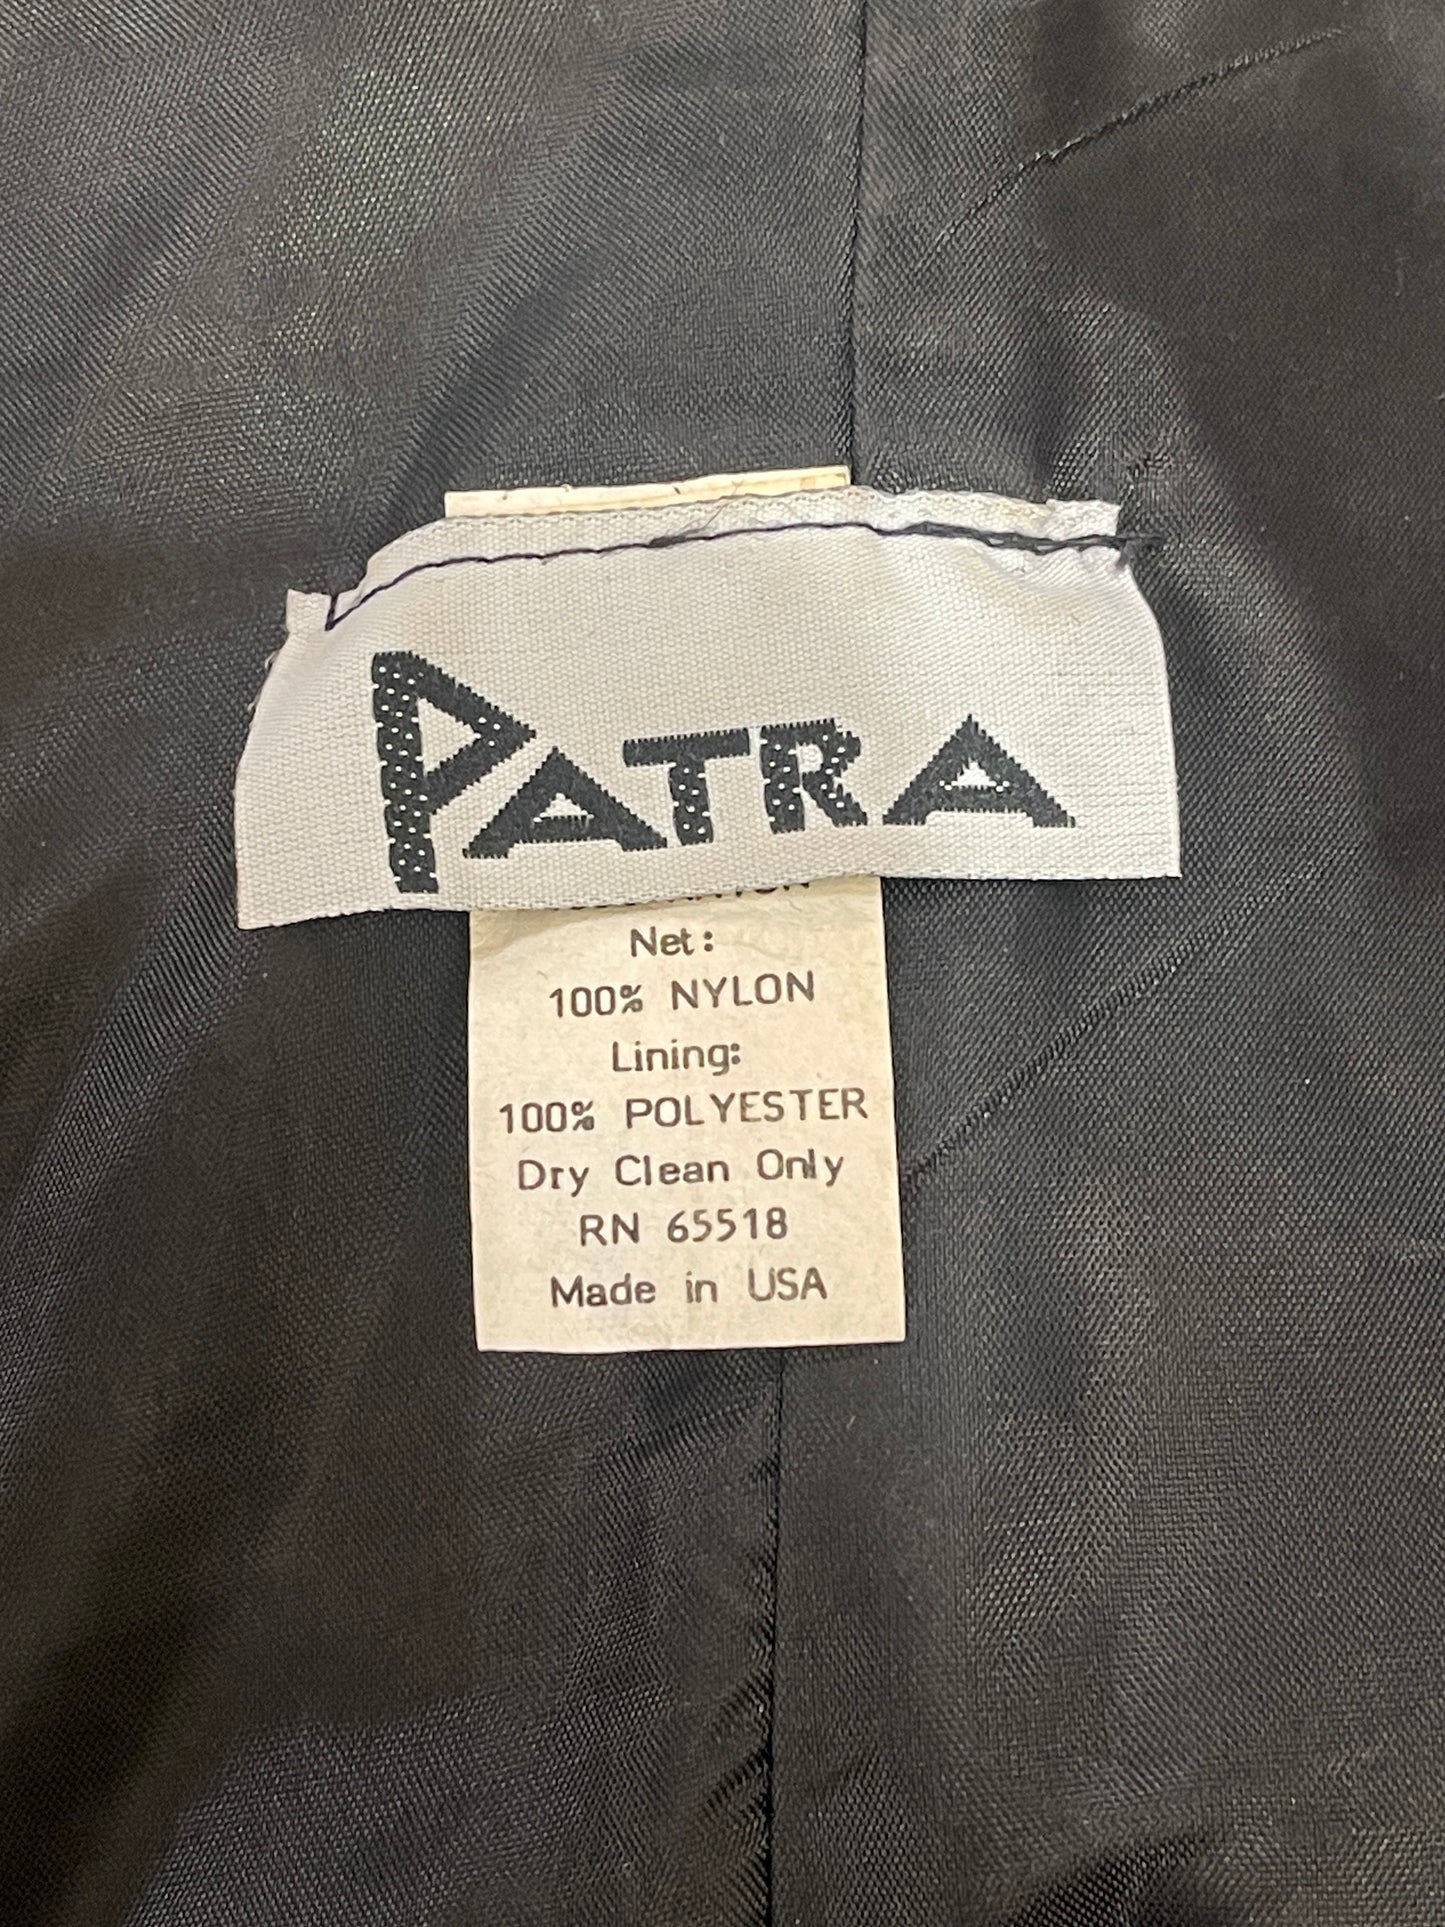 PATRA
Net:
100% NYLON
Lining:
100% POLYESTER
Dry Clean Only
RN 65518
Made in USA